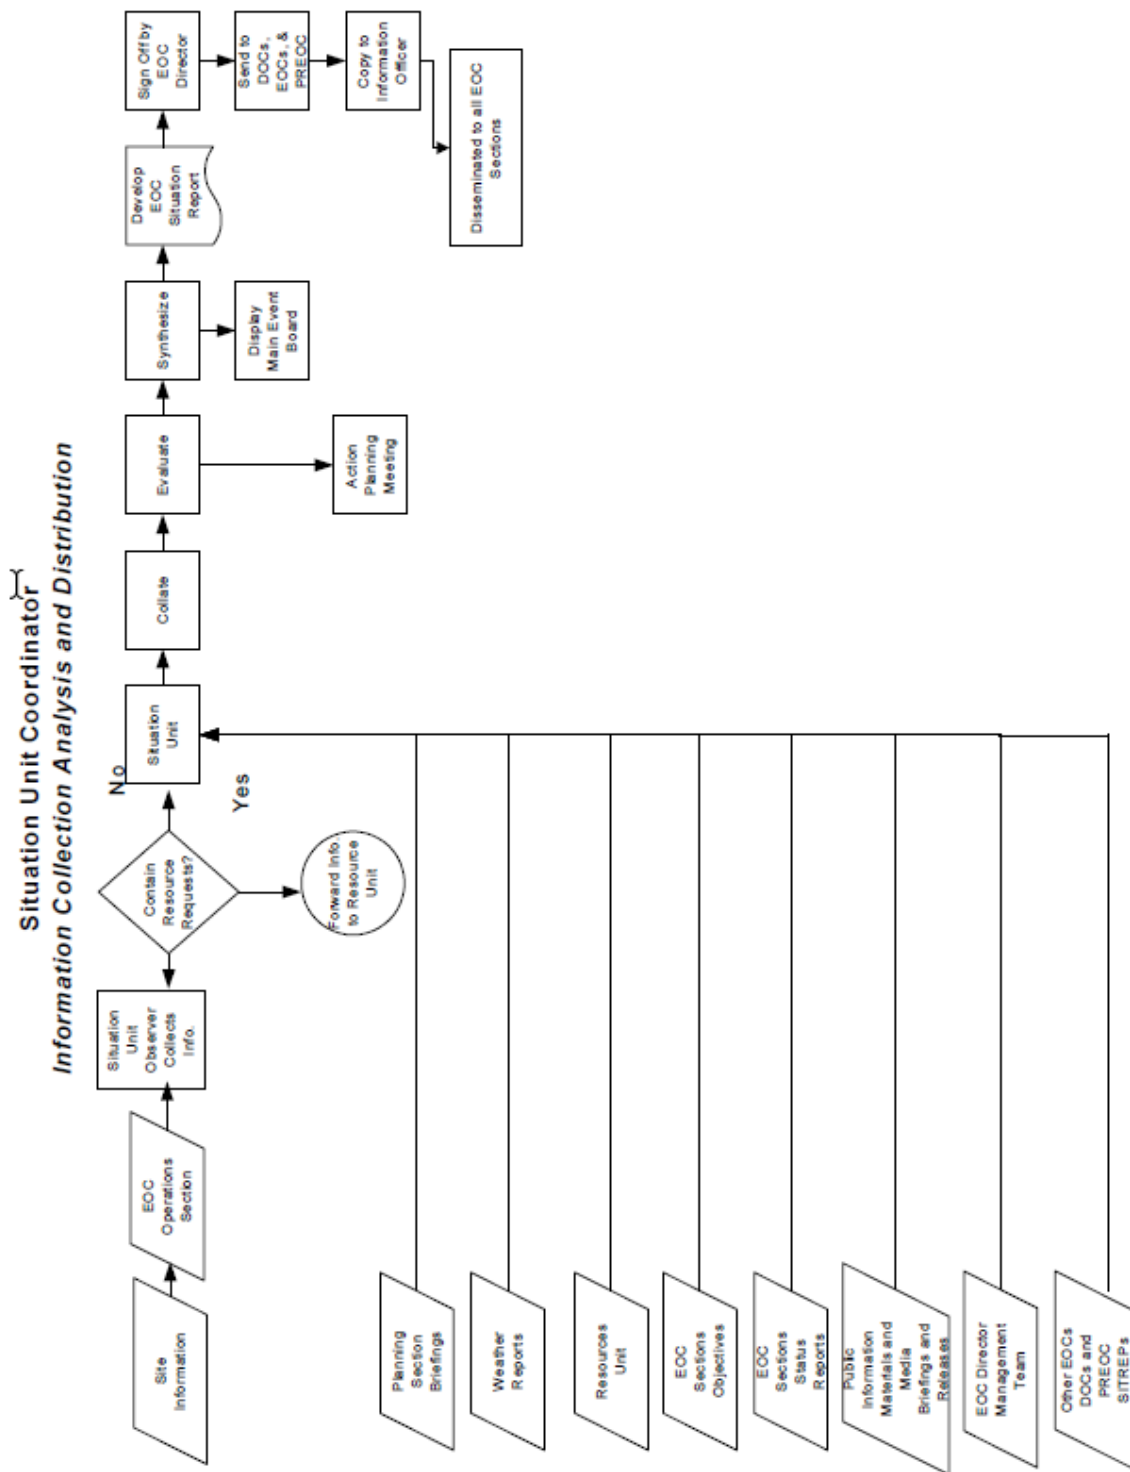 Situation Unit Coordinator
Information Collection Analysis and Distribution
Site
Information
EOC
Operations
Section
Situation
Unit
Observer
Collects
Info.
Contain
Resource
Requests?
No
Yes
Forward Info.
to Resource
Unit
Situation
Unit
Collate
Evaluate
Action
Planning
Meeting
Synthesize
Display
Main Event
Board
Develop
EOC
Situation
Report
Sign Off by
EOC
Director
Send to
DOCs,
EOCs, &
PREOC
Copy to
Information
Officer
Disseminated to all EOC
Sections
Planning
Section
Briefings
Weather
Reports
Resources
Unit
EOC
Sections
Objectives
EOC
Sections
Status
Reports
Public
Information
Materials and
Media
Briefings and
Releases
EOC Director
Management
Team
Other EOCs
DOCs and
PREOC
SITREPs